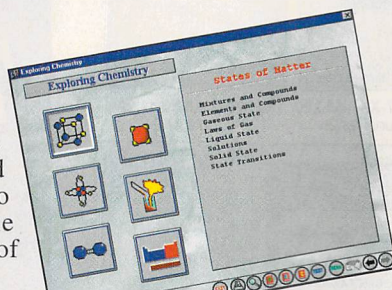 Exploring Chemistry
Exploring Chemistry
States of Matter
Mixtures and Compounds
Elements and Compounds
Gaseous State
Laws of Gas
Liquid State
Solutions
Solid State
State Transitions
l
o
e
of